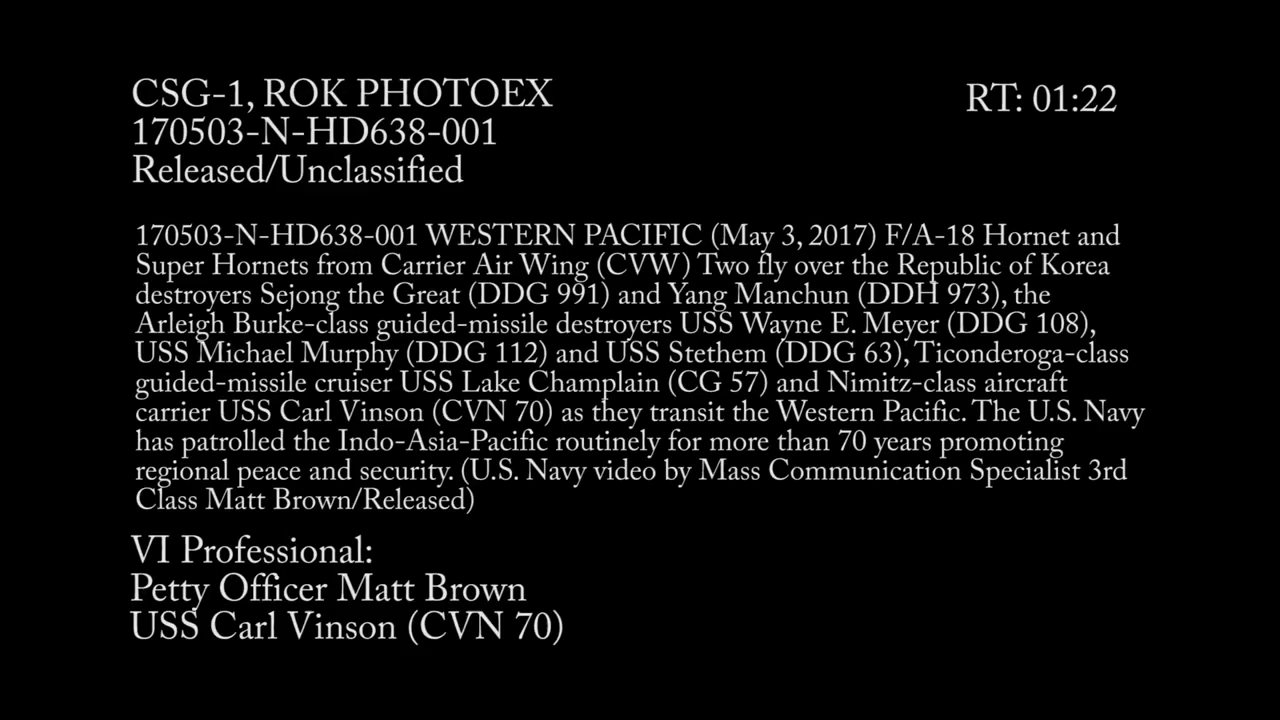 CSG-1, ROK PHOTOEX
RT: 01:22
170503-N-HD638-001
Released/Unclassified
170503-N-HD638-001 WESTERN PACIFIC (May 3, 2017) F/A-18 Hornet and
Super Hornets from Carrier Air Wing (CVW) Two fly over the Republic of Korea
destroyers Sejong the Great (DDG 991) and Yang Manchun (DDH 973), the
Arleigh Burke-class guided-missile destroyers USS Wayne E. Meyer (DDG 108),
USS Michael Murphy (DDG 112) and USS Stethem (DDG 63), Ticonderoga-class
guided-missile cruiser USS Lake Champlain (CG 57) and Nimitz-class aircraft
carrier USS Carl Vinson (CVN 70) as they transit the Western Pacific. The U.S. Navy
has patrolled the Indo-Asia-Pacific routinely for more than 70 years promoting
regional peace and security. (U.S. Navy video by Mass Communication Specialist 3rd
Class Matt Brown/Released)
VI Professional:
Petty Officer Matt Brown
USS Carl Vinson (CVN 70)